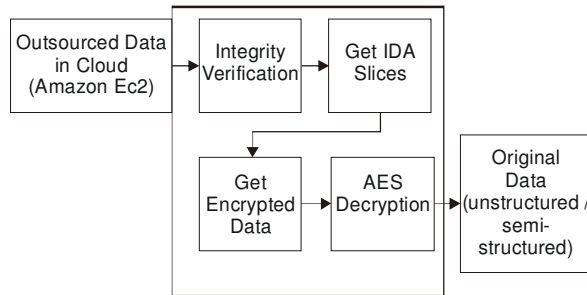 Outsourced Data
in Cloud
(Amazon Ec2)
Integrity
Verification
Get IDA
Slices
Get
Encrypted
Data
AES
Decryption
Original
Data
(unstructured /
semi-
structured)